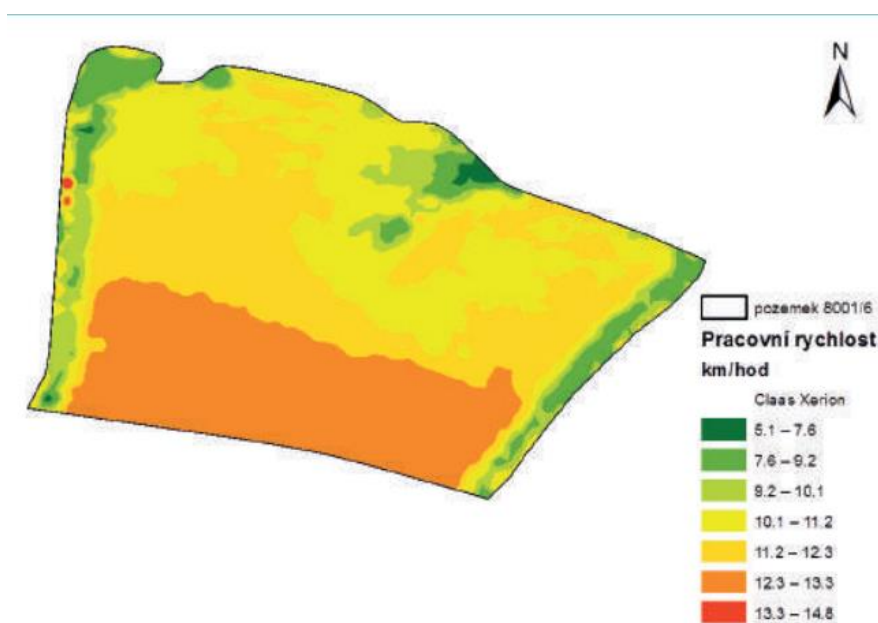 N
pozemek 8001/6
Pracovní rychlost
km/hod
Claas Xerion
5.1 – 7.6
7.6 – 9.2
9.2 – 10.1
10.1 – 11.2
11.2 – 12.3
12.3 – 13.3
13.3 – 14.8